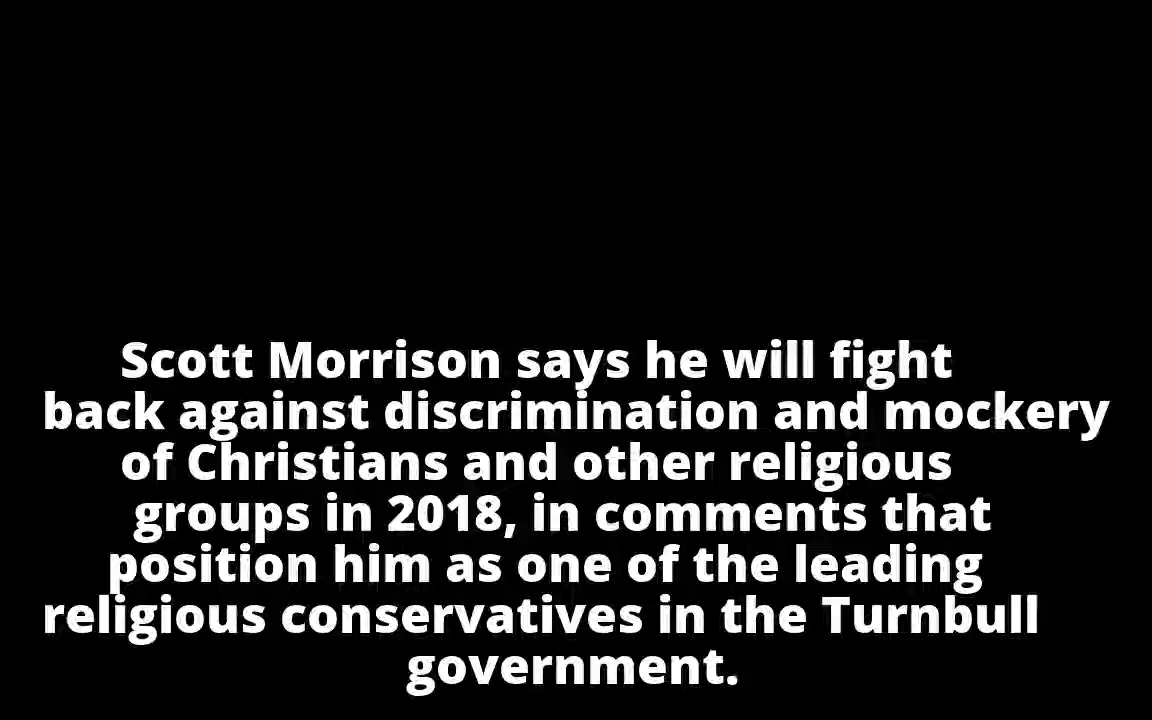 Scott Morrison says he will fight
back against discrimination and mockery
of Christians and other religious
groups in 2018, in comments that
position him as one of the leading
religious conservatives in the Turnbull
government.